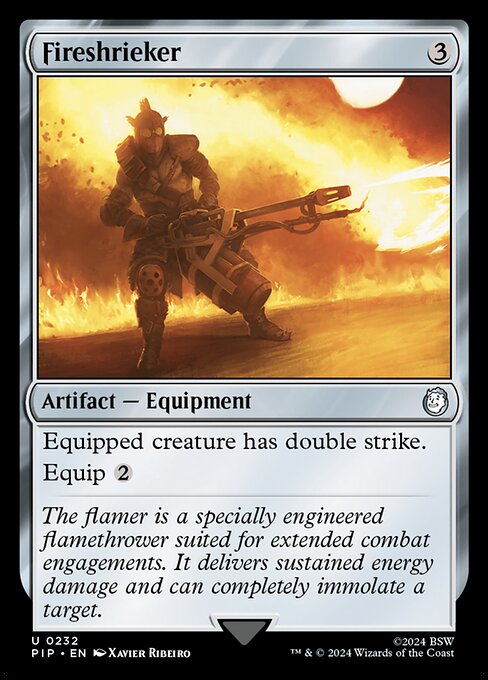 Fireshrieker 3
Artifact — Equipment
Equipped creature has double strike.
Equip 2
The flamer is a specially engineered
flamethrower suited for extended combat
engagements. It delivers sustained energy
damage and can completely immolate a
target.
U 0232 ©2024 BSW
PIP • EN Xavier Ribeiro ™ & © 2024 Wizards of the Coast